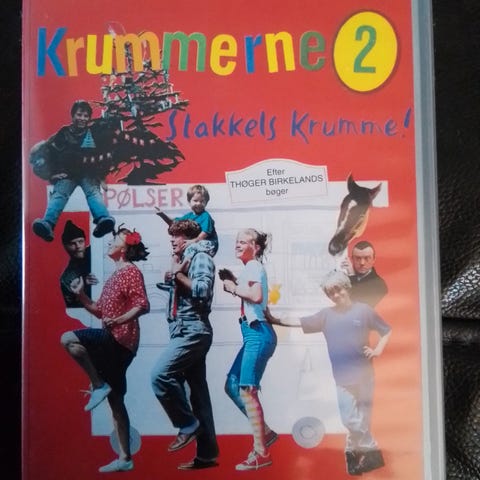 Krummerne 2
Stakkels Krumme!
Efter
THØGER BIRKELANDS
bøger
PØLSER